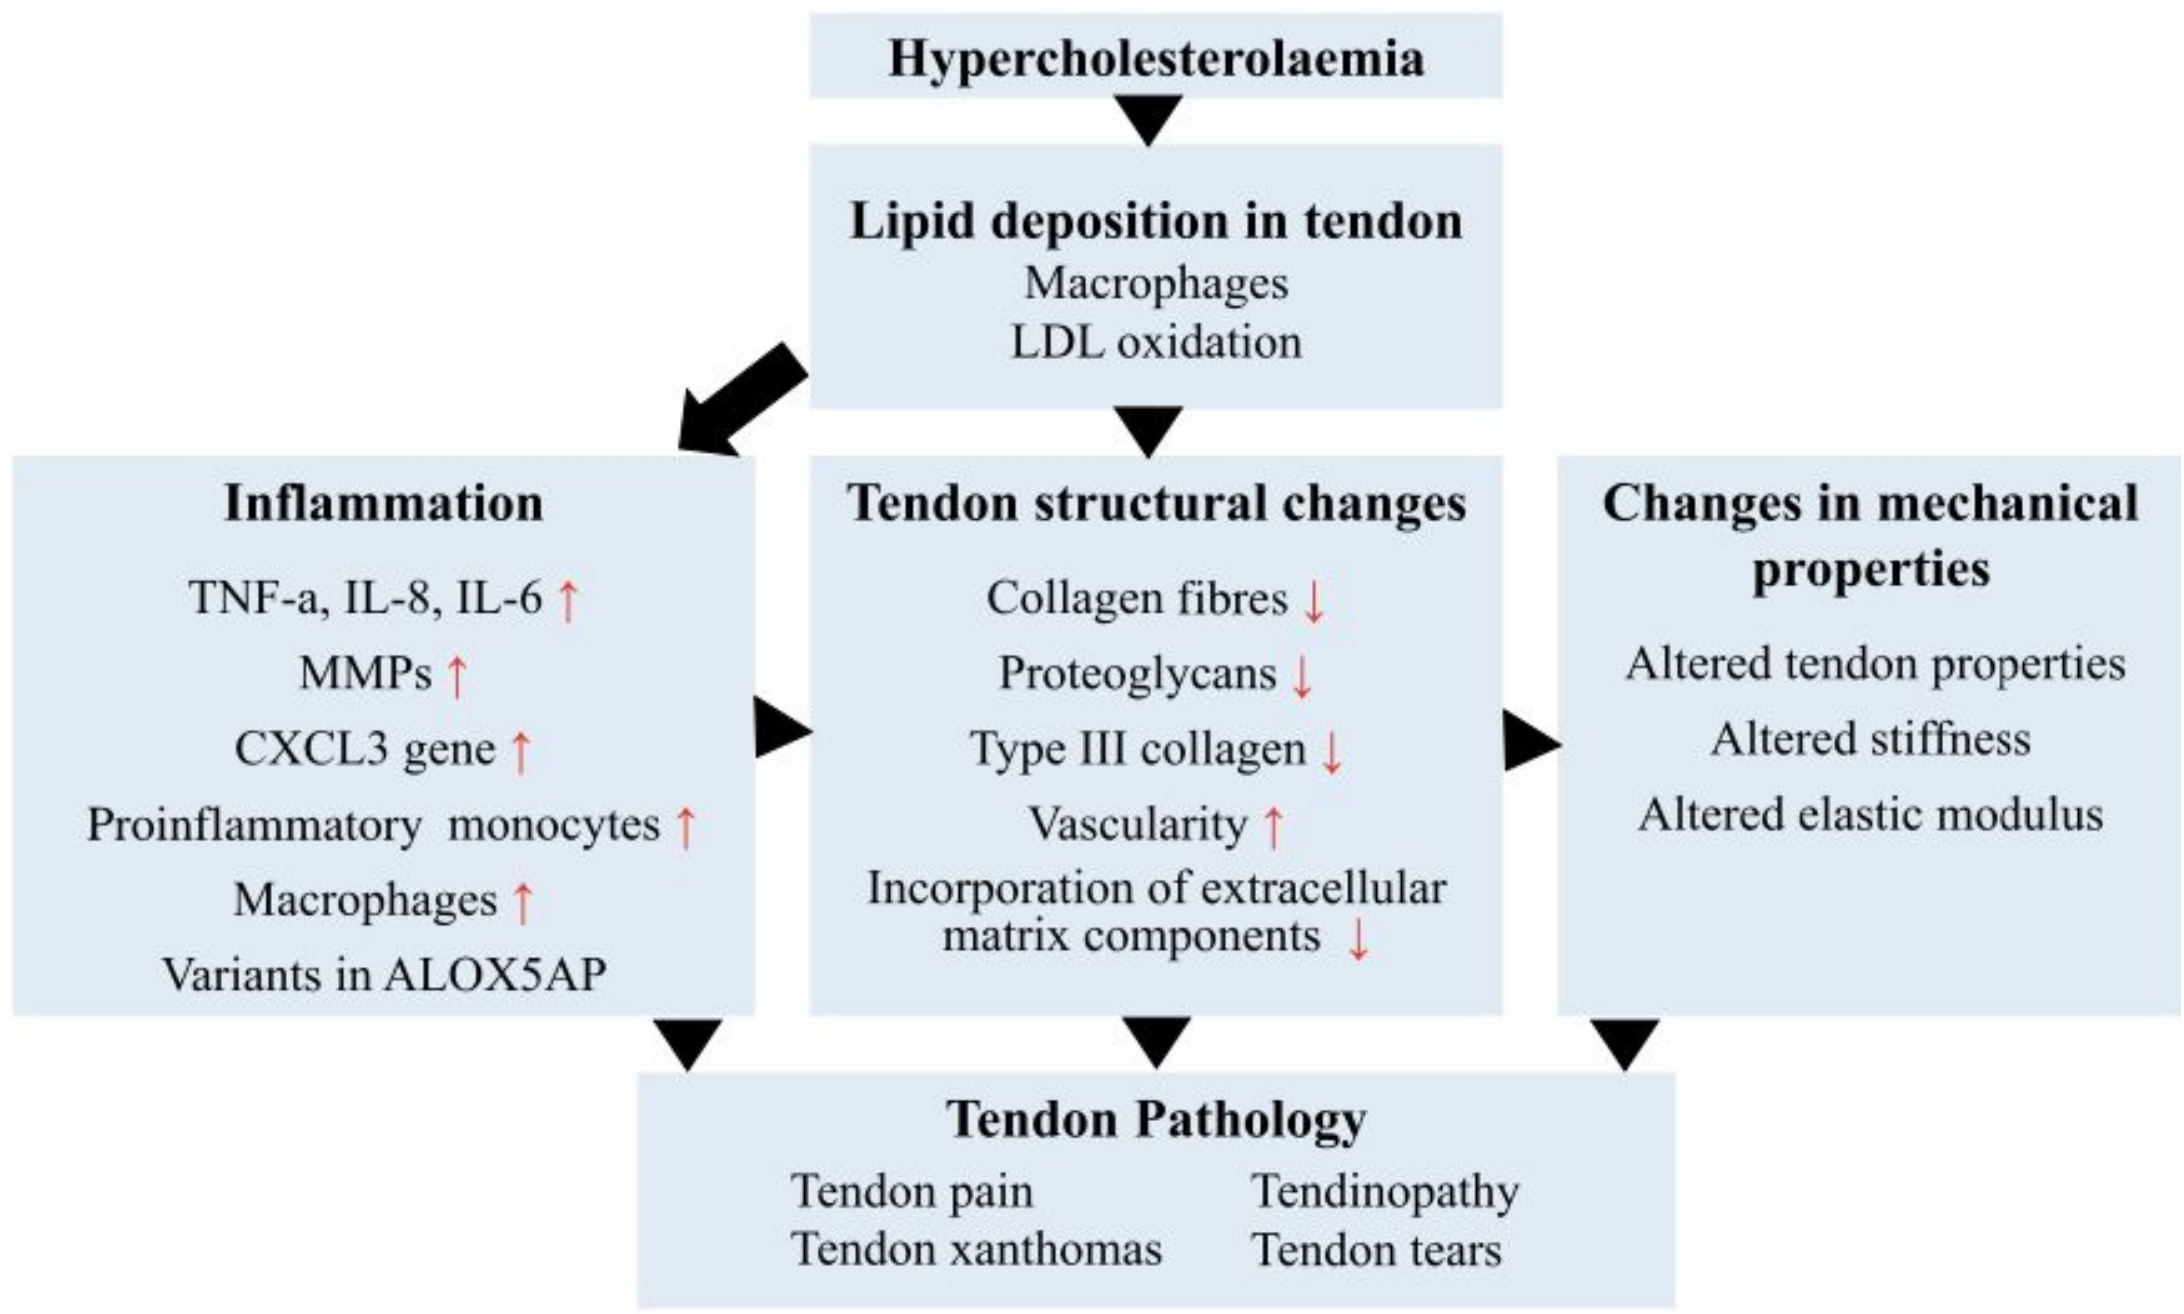 Hypercholesterolaemia
Lipid deposition in tendon
Macrophages
LDL oxidation
Inflammation
TNF-a, IL-8, IL-6 ↑
MMPs ↑
CXCL3 gene ↑
Proinflammatory monocytes ↑
Macrophages ↑
Variants in ALOX5AP
Tendon structural changes
Collagen fibres ↓
Proteoglycans ↓
Type III collagen ↓
Vascularity ↑
Incorporation of extracellular
matrix components ↓
Changes in mechanical
properties
Altered tendon properties
Altered stiffness
Altered elastic modulus
Tendon Pathology
Tendon pain
Tendon xanthomas
Tendinopathy
Tendon tears